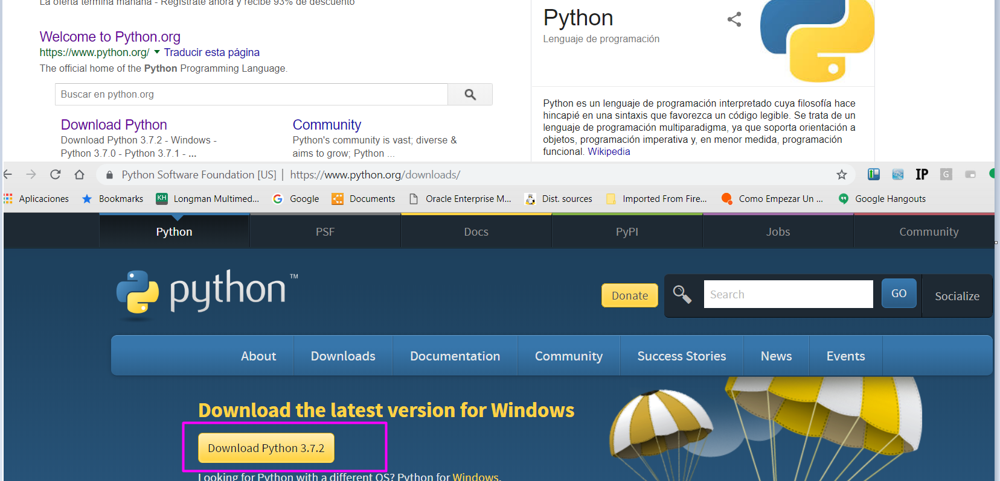 La oferta termina mañana - Regístrate ahora y recibe 93% de descuento
Welcome to Python.org
https://www.python.org/ Traducir esta página
The official home of the Python Programming Language.
Buscar en python.org
Download Python
Download Python 3.7.2 - Windows -
Python 3.7.0 - Python 3.7.1 - ...
Community
Python's community is vast; diverse &
aims to grow; Python ...
Python
Lenguaje de programación
Python es un lenguaje de programación interpretado cuya filosofía hace
hincapié en una sintaxis que favorezca un código legible. Se trata de un
lenguaje de programación multiparadigma, ya que soporta orientación a
objetos, programación imperativa y, en menor medida, programación
funcional. Wikipedia
Python Software Foundation [US] | https://www.python.org/downloads/
IP
G
Aplicaciones Bookmarks KH Longman Multimed... Google Documents Oracle Enterprise M... Dist. sources Imported From Fire... Como Empezar Un ... Google Hangouts
Python PSF Docs PyPI Jobs Community
python™
Donate Search GO Socialize
About Downloads Documentation Community Success Stories News Events
Download the latest version for Windows
Download Python 3.7.2
Looking for Python with a different OS? Python for Windows,